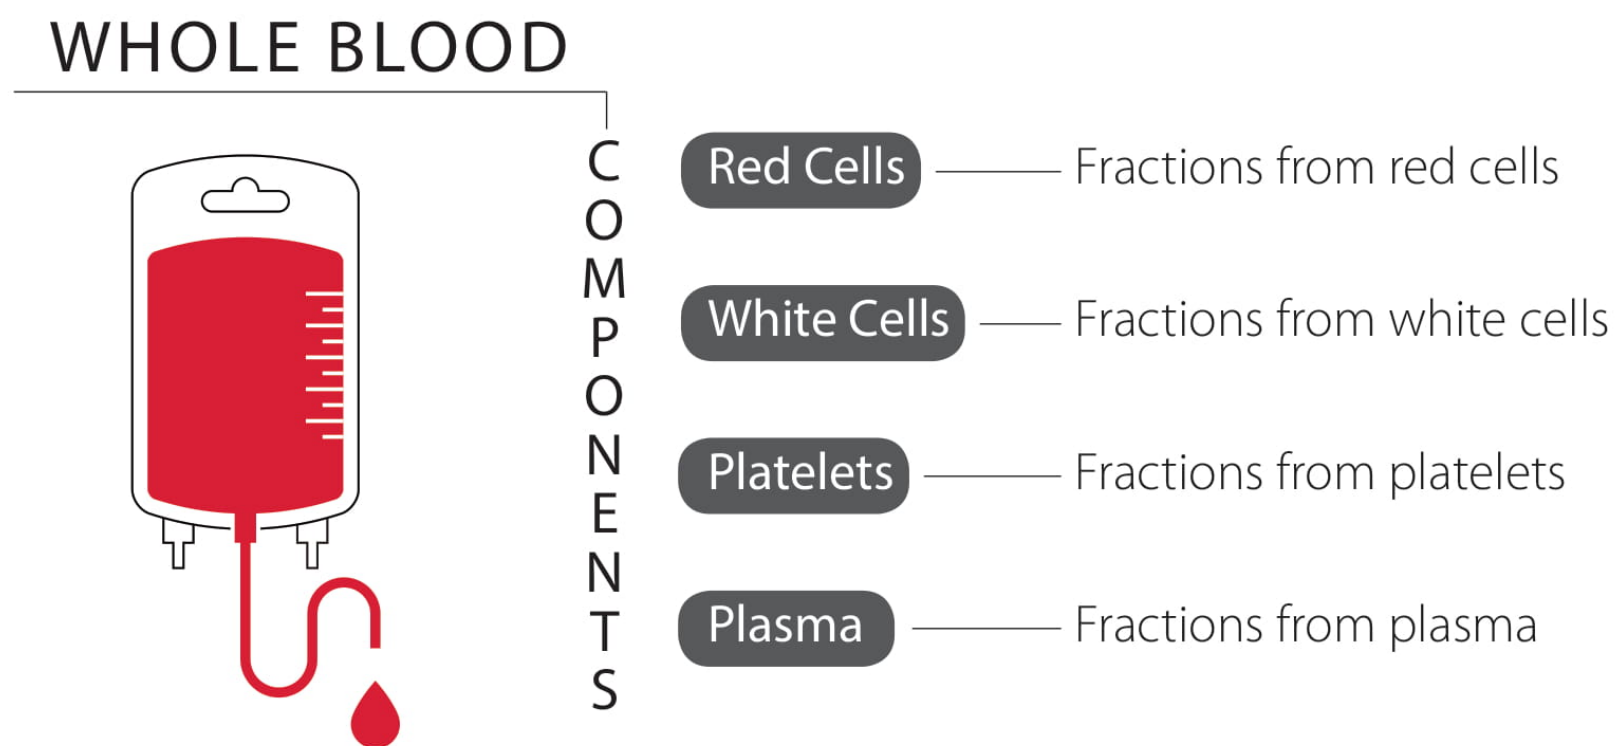 WHOLE BLOOD
COMPONENTS
Red Cells
Fractions from red cells
White Cells
Fractions from white cells
Platelets
Fractions from platelets
Plasma
Fractions from plasma